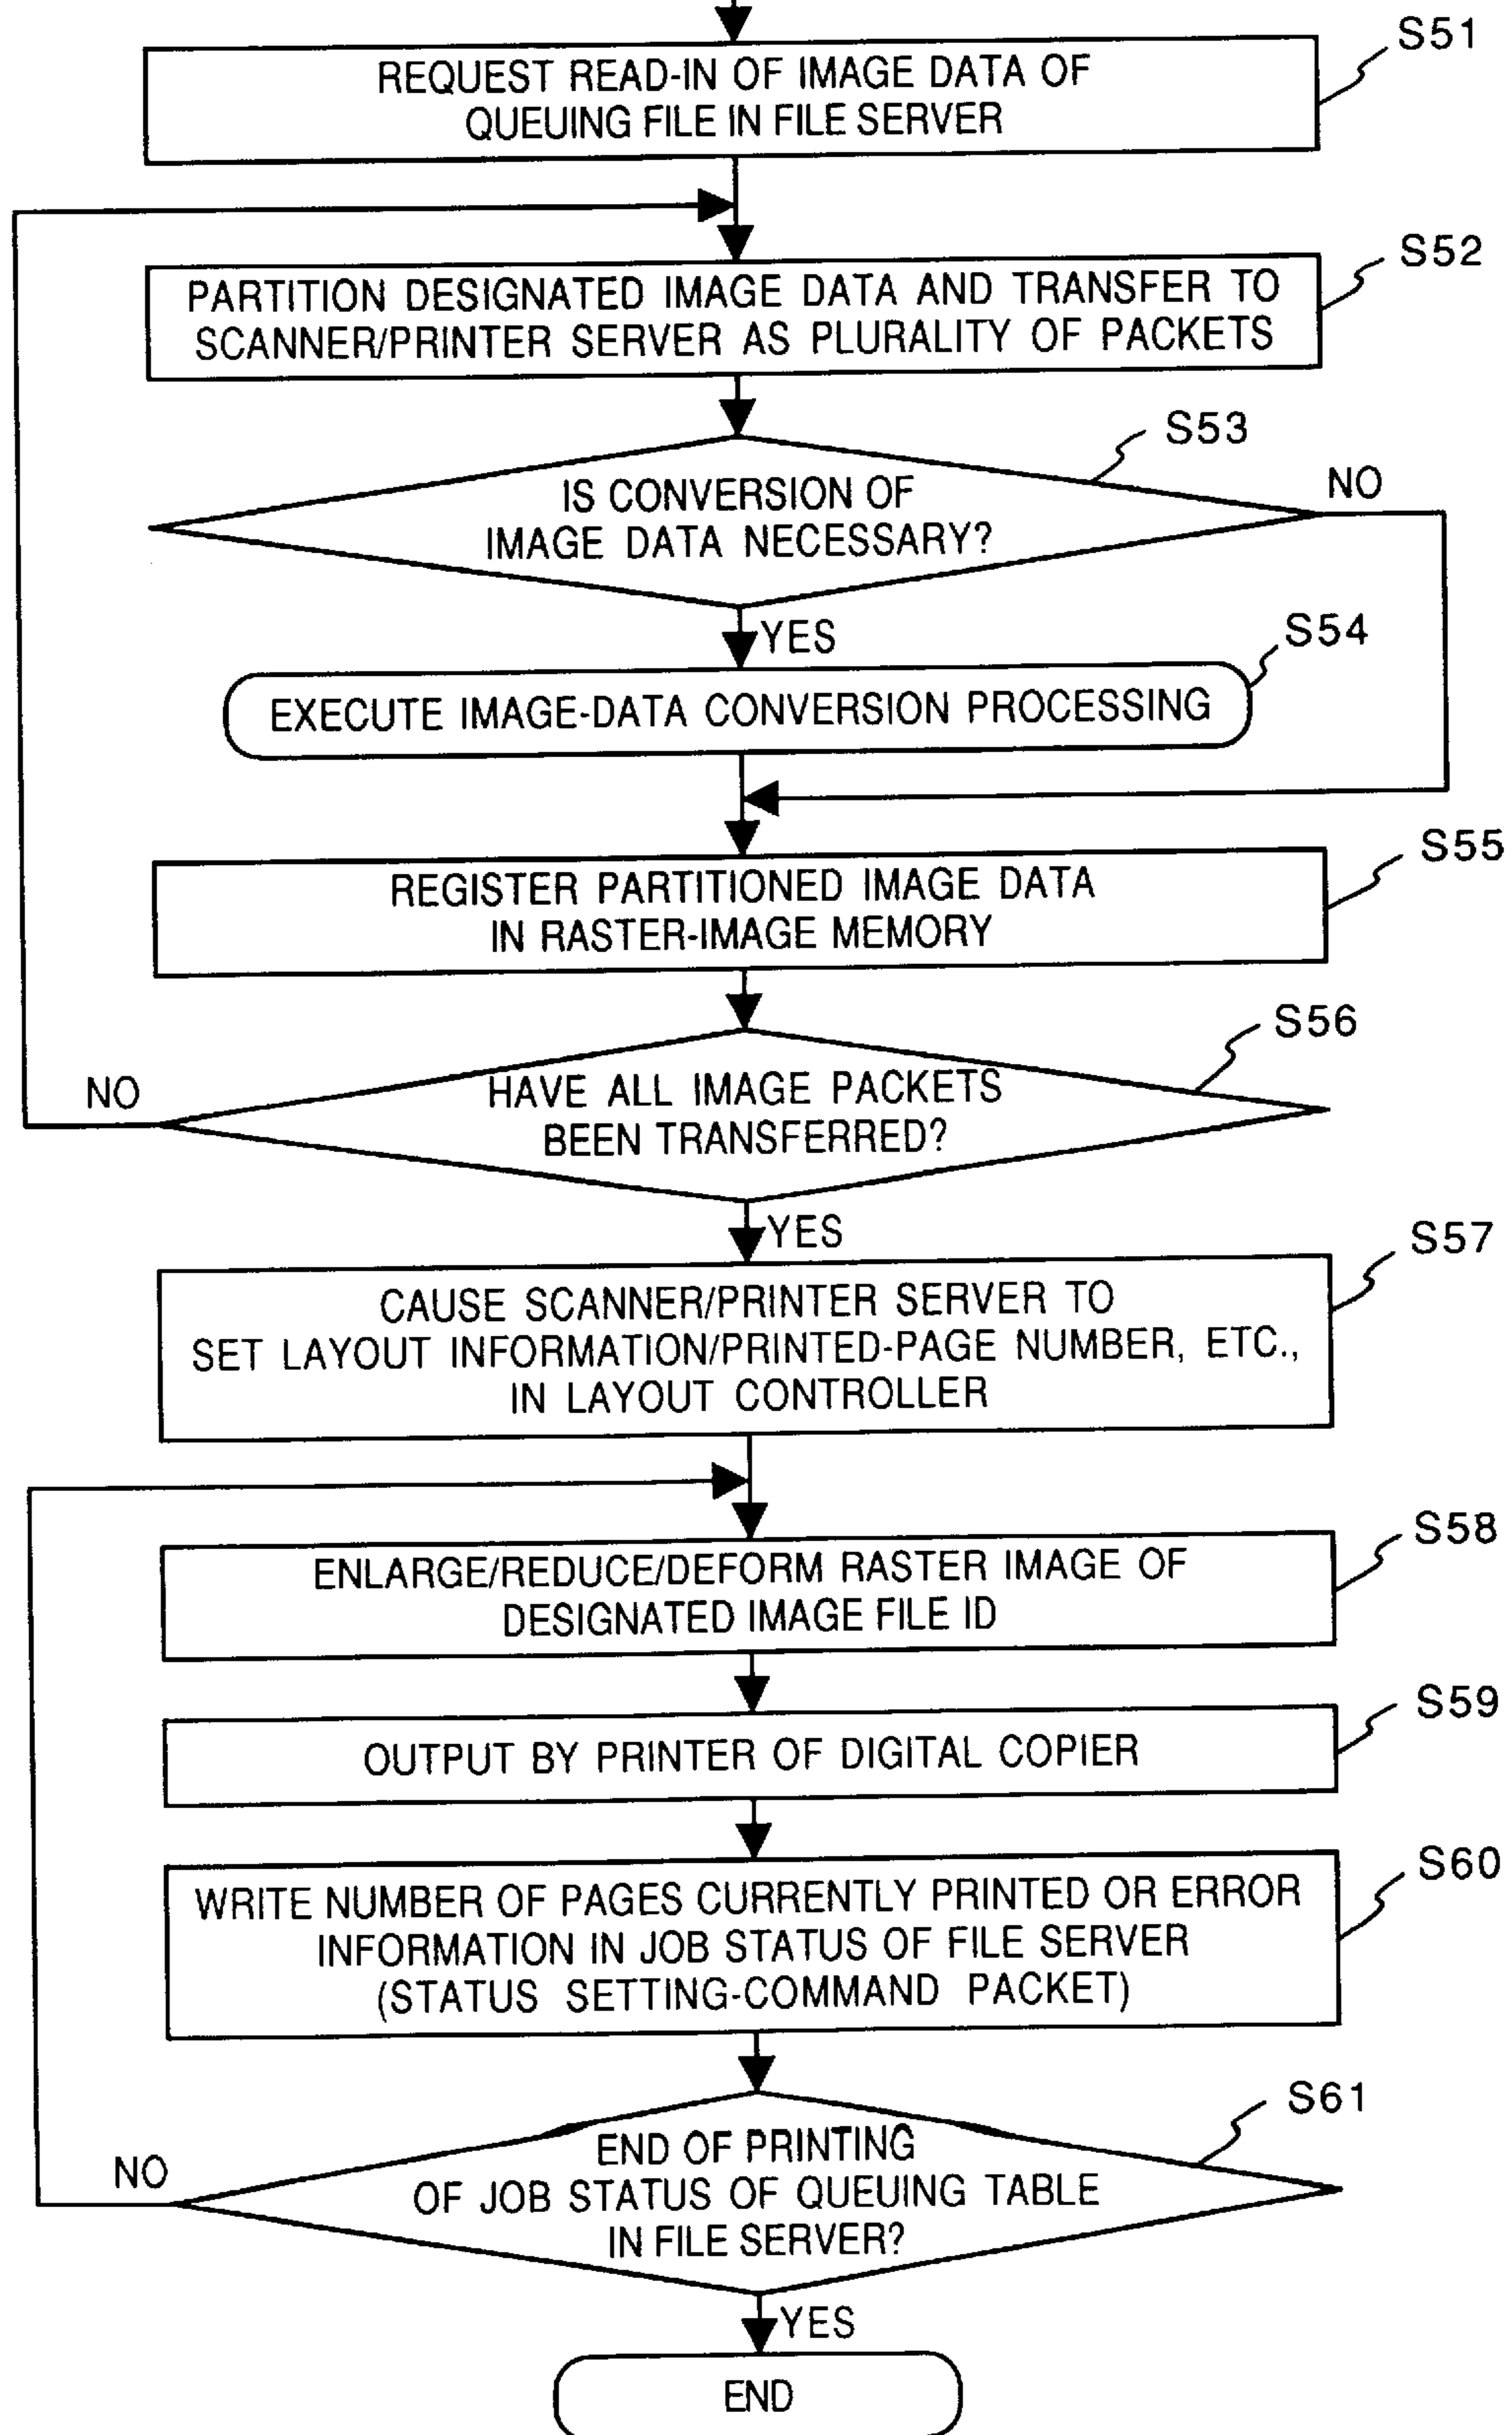 S51
REQUEST READ-IN OF IMAGE DATA OF
QUEUING FILE IN FILE SERVER
S52
PARTITION DESIGNATED IMAGE DATA AND TRANSFER TO
SCANNER/PRINTER SERVER AS PLURALITY OF PACKETS
S53
IS CONVERSION OF
IMAGE DATA NECESSARY?
NO
YES
S54
EXECUTE IMAGE-DATA CONVERSION PROCESSING
S55
REGISTER PARTITIONED IMAGE DATA
IN RASTER-IMAGE MEMORY
S56
HAVE ALL IMAGE PACKETS
BEEN TRANSFERRED?
NO
YES
S57
CAUSE SCANNER/PRINTER SERVER TO
SET LAYOUT INFORMATION/PRINTED-PAGE NUMBER, ETC.,
IN LAYOUT CONTROLLER
S58
ENLARGE/REDUCE/DEFORM RASTER IMAGE OF
DESIGNATED IMAGE FILE ID
S59
OUTPUT BY PRINTER OF DIGITAL COPIER
S60
WRITE NUMBER OF PAGES CURRENTLY PRINTED OR ERROR
INFORMATION IN JOB STATUS OF FILE SERVER
(STATUS SETTING-COMMAND PACKET)
S61
END OF PRINTING
OF JOB STATUS OF QUEUING TABLE
IN FILE SERVER?
NO
YES
END